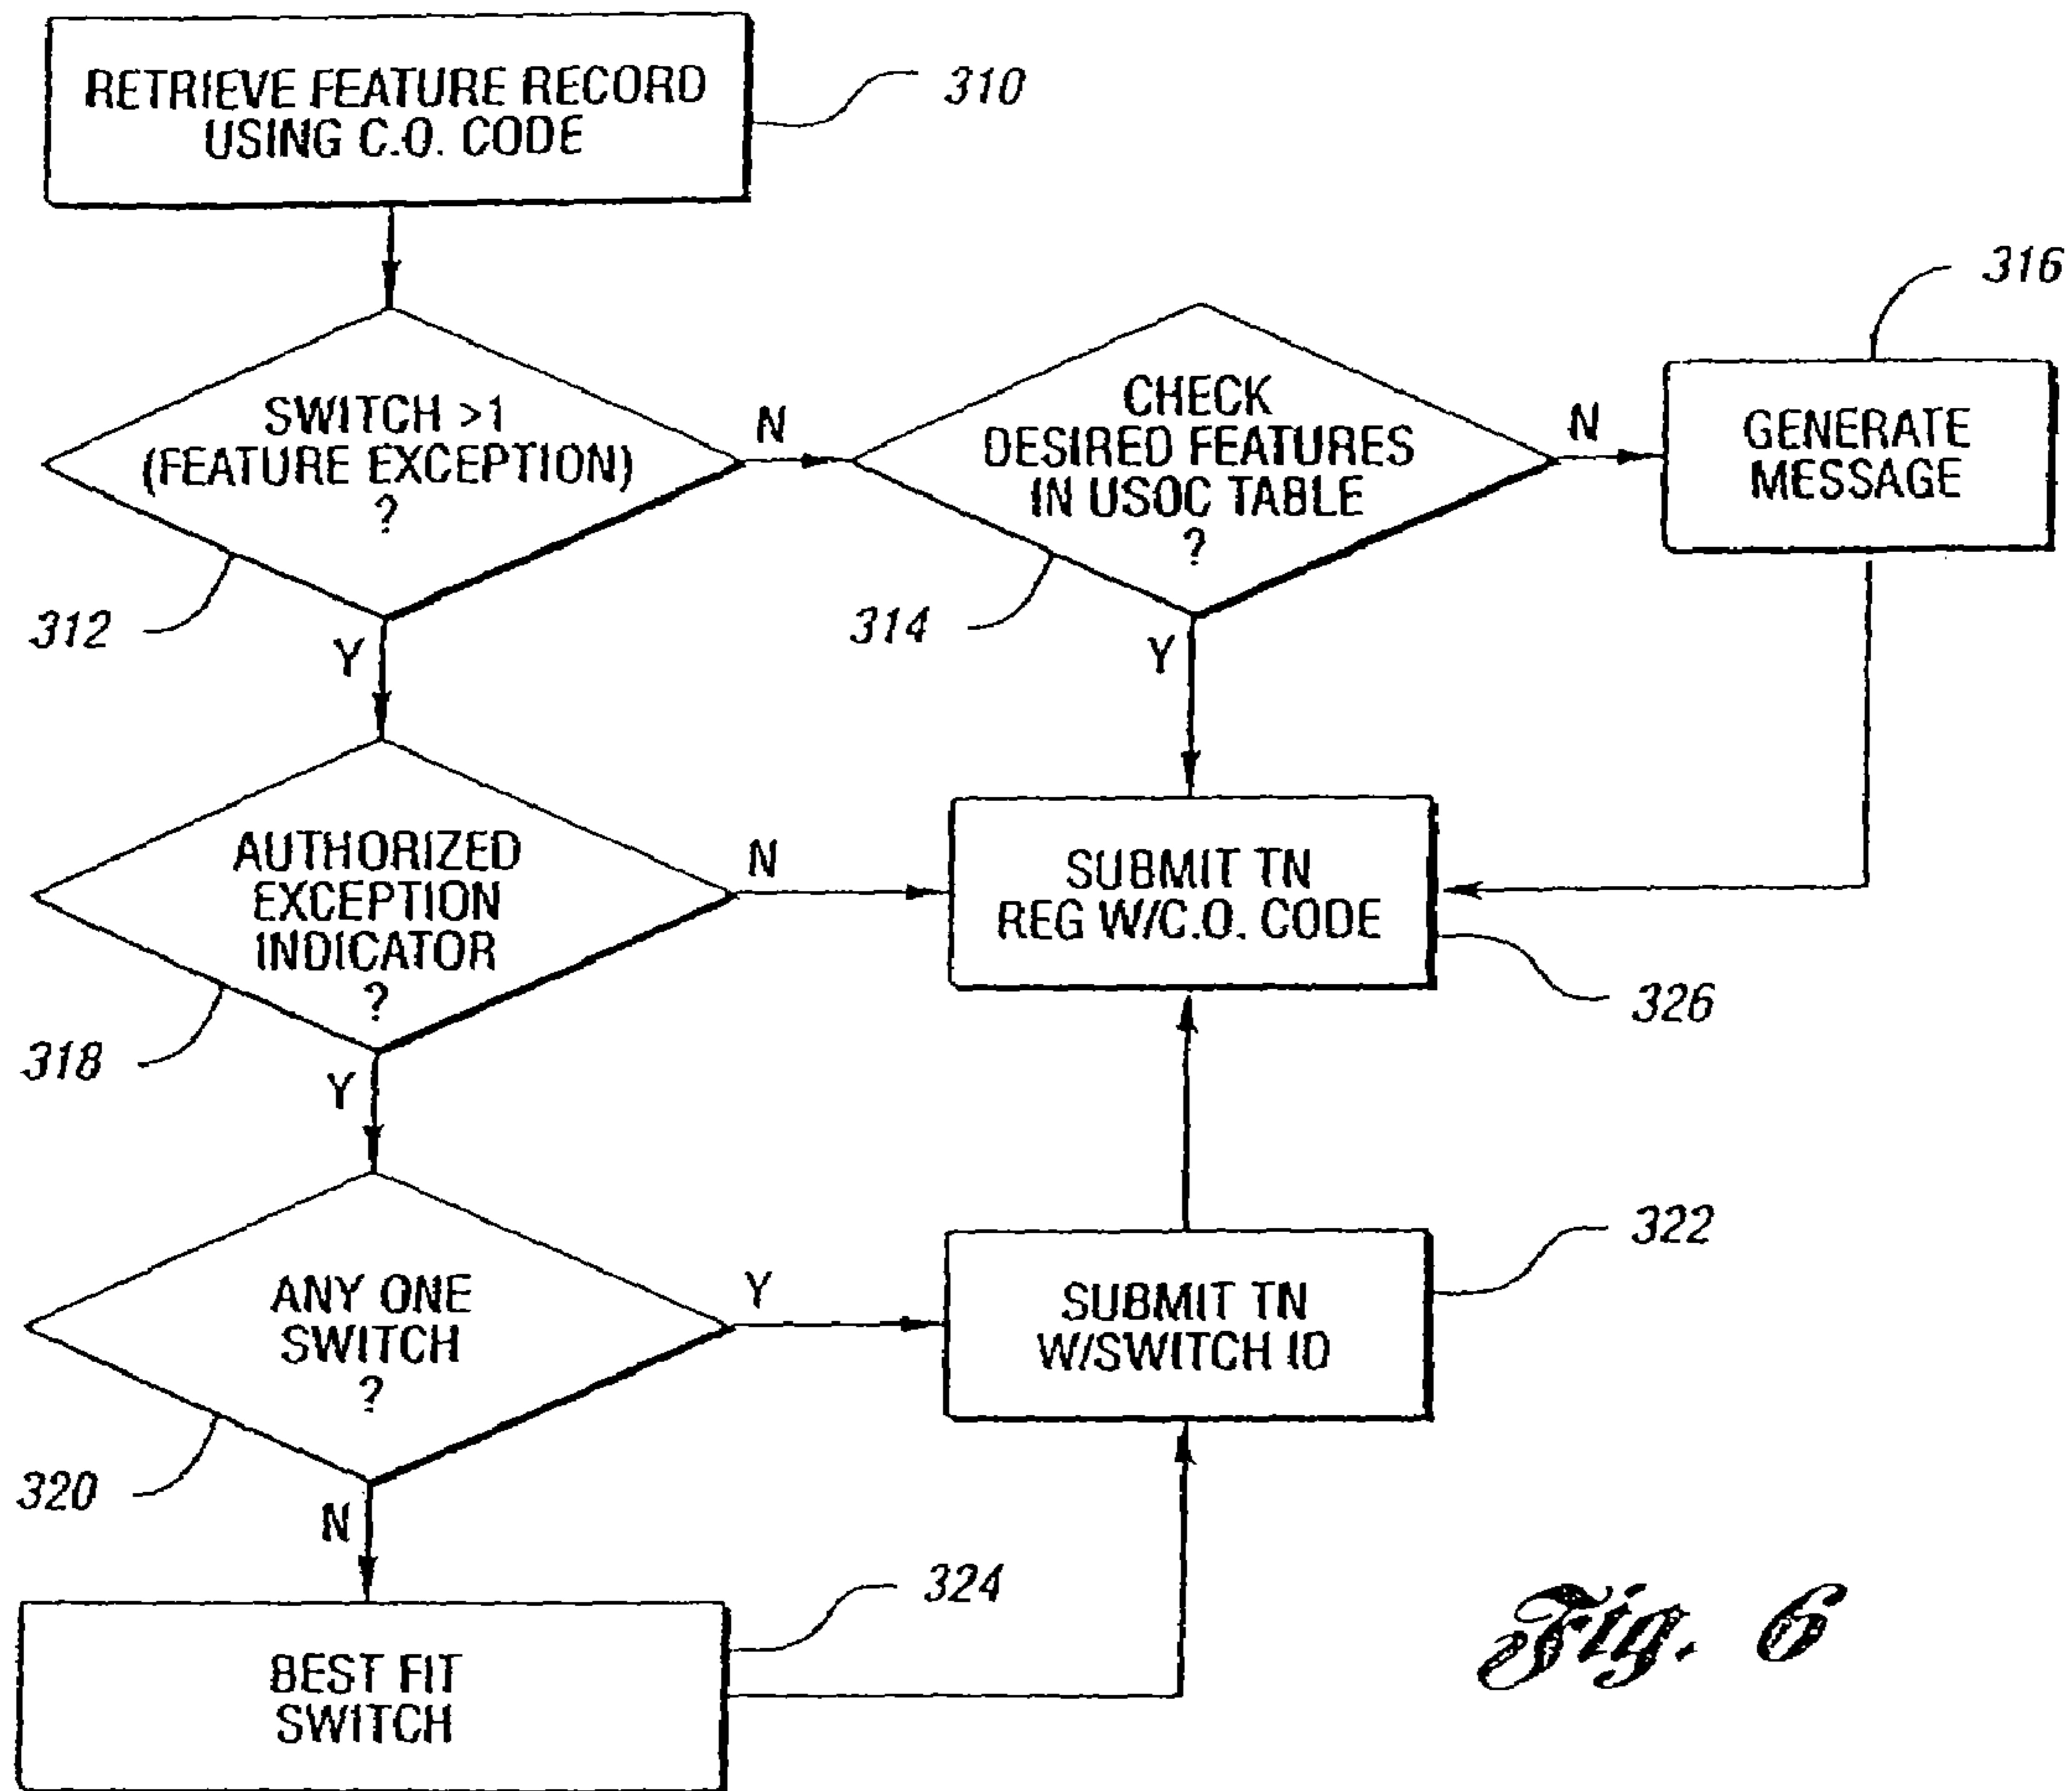 RETRIEVE FEATURE RECORD
USING C.O. CODE
310
316
SWITCH >1
(FEATURE EXCEPTION)
?
N
CHECK
DESIRED FEATURES
IN USOC TABLE
?
N
GENERATE
MESSAGE
312
Y
314
Y
AUTHORIZED
EXCEPTION
INDICATOR
?
N
SUBMIT TN
REG W/C.O. CODE
326
318
Y
ANY ONE
SWITCH
?
Y
SUBMIT TN
W/SWITCH ID
322
320
N
324
BEST FIT
SWITCH
Fig. 6